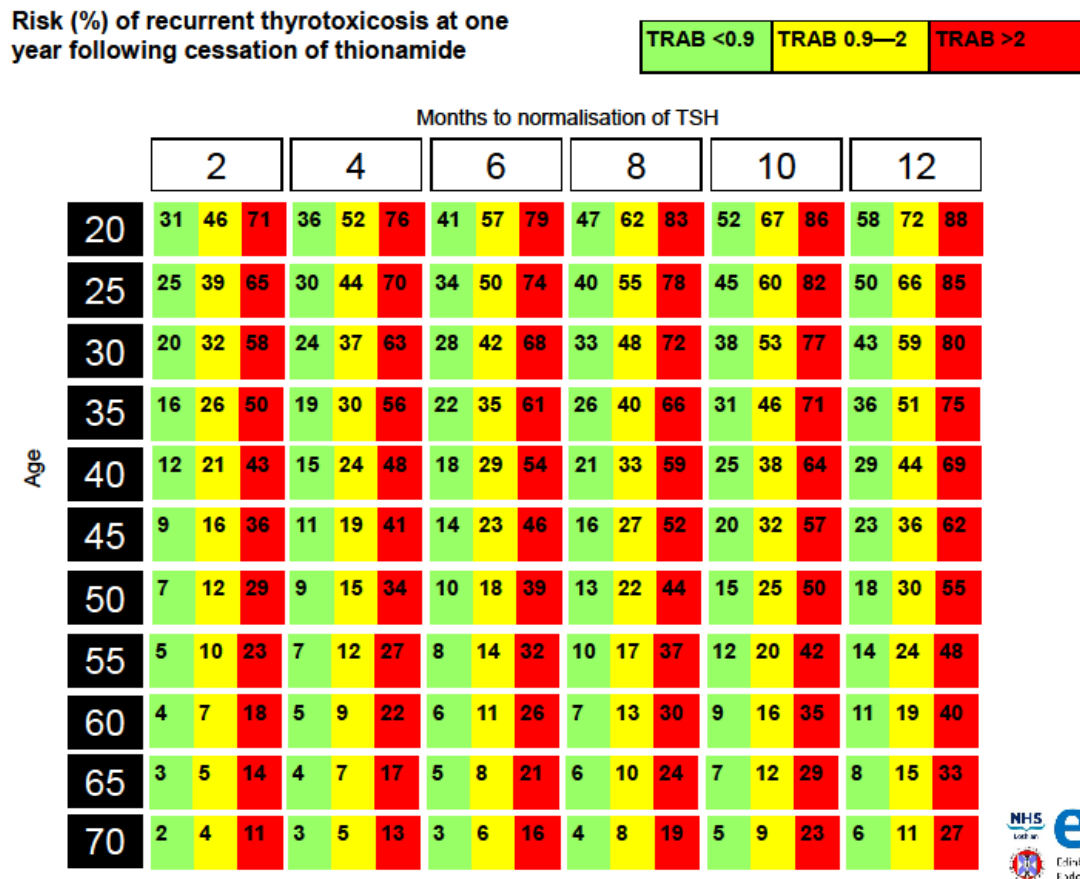 Risk (%) of recurrent thyrotoxicosis at one
year following cessation of thionamide
TRAB <0.9 TRAB 0.9—2 TRAB >2
Months to normalisation of TSH
2 4 6 8 10 12
Age
20 31 46 71 36 52 76 41 57 79 47 62 83 52 67 86 58 72 88
25 25 39 65 30 44 70 34 50 74 40 55 78 45 60 82 50 66 85
30 20 32 58 24 37 63 28 42 68 33 48 72 38 53 77 43 59 80
35 16 26 50 19 30 56 22 35 61 26 40 66 31 46 71 36 51 75
40 12 21 43 15 24 48 18 29 54 21 33 59 25 38 64 29 44 69
45 9 16 36 11 19 41 14 23 46 16 27 52 20 32 57 23 36 62
50 7 12 29 9 15 34 10 18 39 13 22 44 15 25 50 18 30 55
55 5 10 23 7 12 27 8 14 32 10 17 37 12 20 42 14 24 48
60 4 7 18 5 9 22 6 11 26 7 13 30 9 16 35 11 19 40
65 3 5 14 4 7 17 5 8 21 6 10 24 7 12 29 8 15 33
70 2 4 11 3 5 13 3 6 16 4 8 19 5 9 23 6 11 27
NHS
Lothian
e